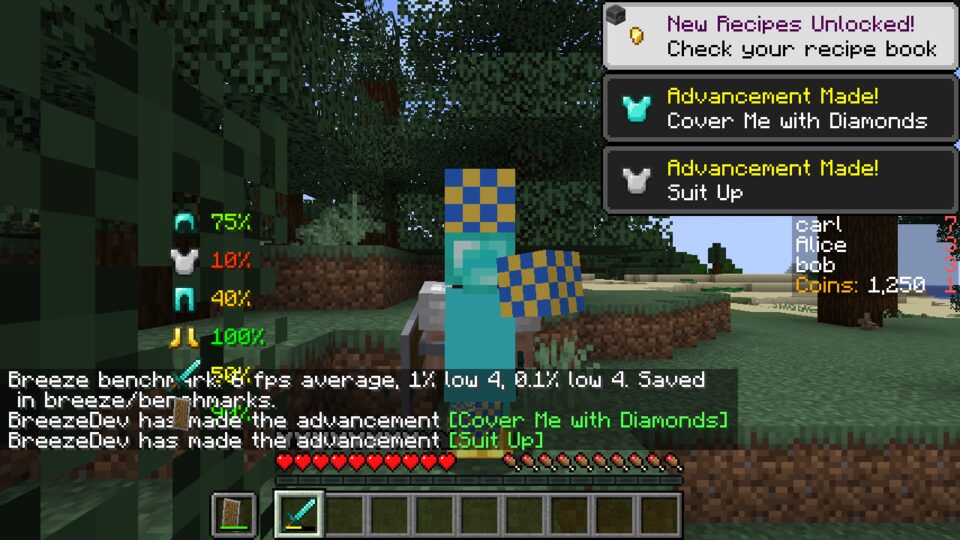 New Recipes Unlocked!
Check your recipe book
Advancement Made!
Cover Me with Diamonds
Advancement Made!
Suit Up
carl 7
Alice
bob
Coins: 1,250
75%
10%
40%
100%
50%
Breeze benchmark: 6 fps average, 1% low 4, 0.1% low 4. Saved
in breeze/benchmarks.
BreezeDev has made the advancement [Cover Me with Diamonds]
BreezeDev has made the advancement [Suit Up]